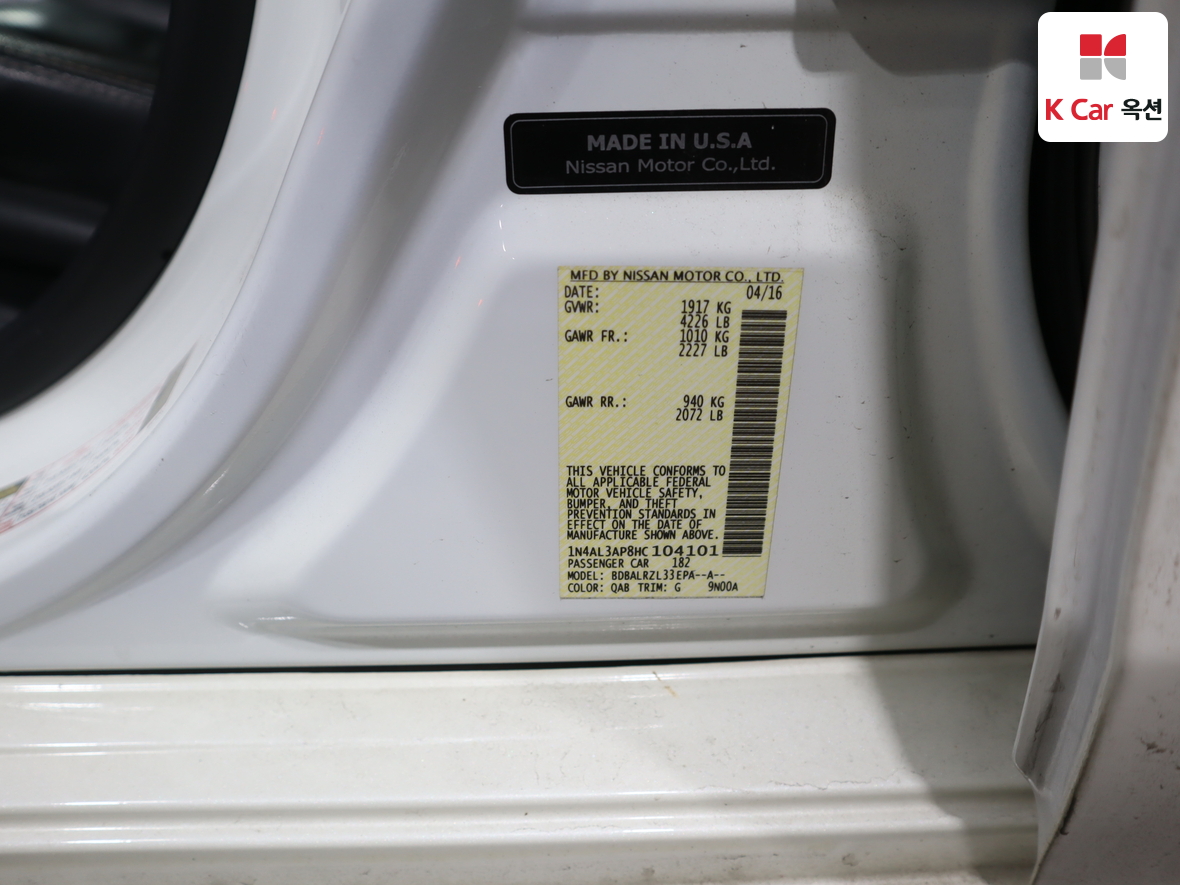 K Car 옥션
MADE IN U.S.A
Nissan Motor Co.,Ltd.
MFD BY NISSAN MOTOR CO., LTD.
DATE: 04/16
GVWR: 1917 KG
4226 LB
GAWR FR.: 1010 KG
2227 LB
GAWR RR.: 940 KG
2072 LB
THIS VEHICLE CONFORMS TO
ALL APPLICABLE FEDERAL
MOTOR VEHICLE SAFETY,
BUMPER, AND THEFT
PREVENTION STANDARDS IN
EFFECT ON THE DATE OF
MANUFACTURE SHOWN ABOVE.
1N4AL3AP8HC104101
PASSENGER CAR 182
MODEL: BDBALRZL33EPA--A--
COLOR: QAB TRIM: G 9N00A